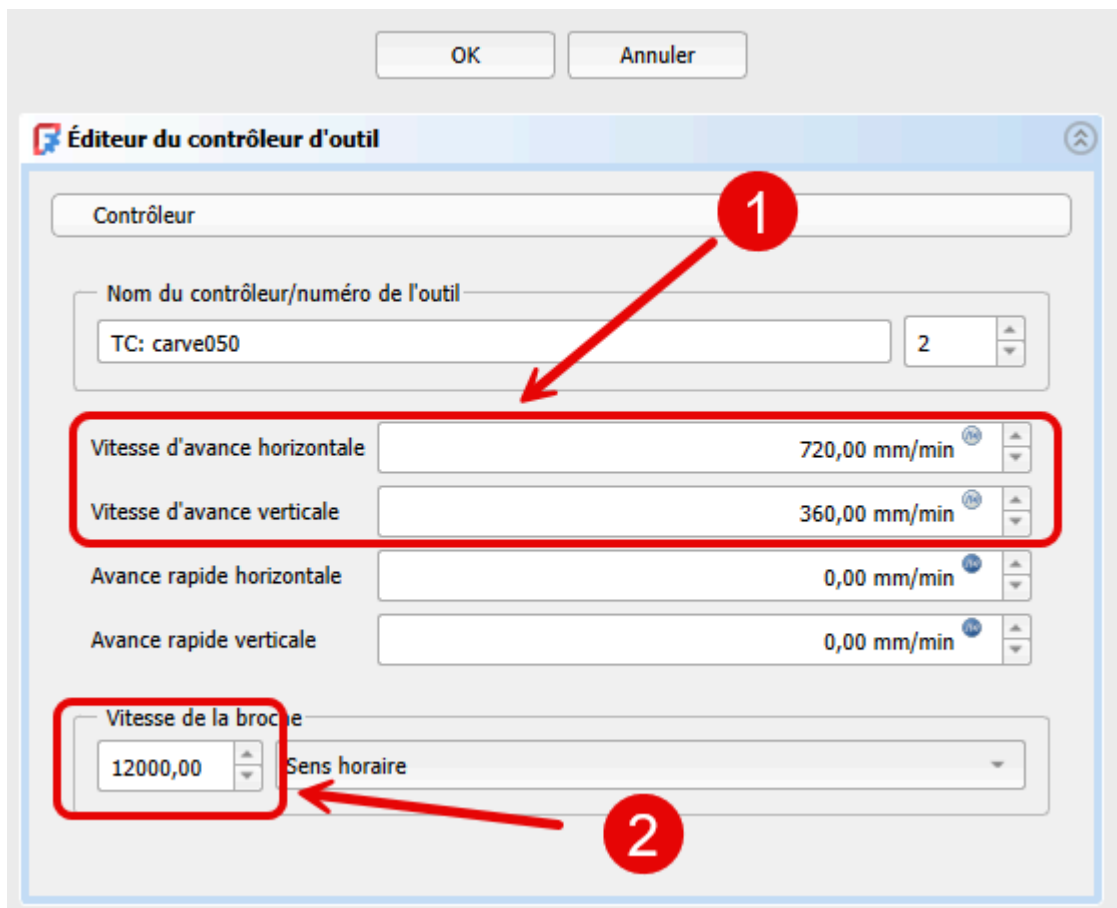 OK Annuler
Éditeur du contrôleur d'outil
Contrôleur
1
Nom du contrôleur/numéro de l'outil
TC: carve050 2
Vitesse d'avance horizontale 720,00 mm/min
Vitesse d'avance verticale 360,00 mm/min
Avance rapide horizontale 0,00 mm/min
Avance rapide verticale 0,00 mm/min
Vitesse de la broche
12000,00 Sens horaire
2